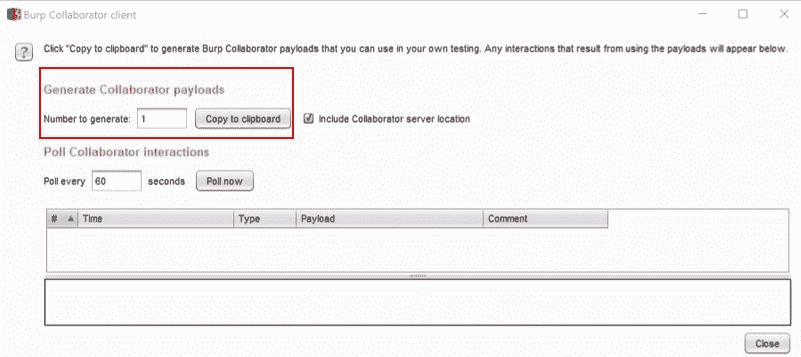 Burp Collaborator client
Click "Copy to clipboard" to generate Burp Collaborator payloads that you can use in your own testing. Any interactions that result from using the payloads will appear below.
Generate Collaborator payloads
Number to generate: 1 Copy to clipboard Include Collaborator server location
Poll Collaborator interactions
Poll every 60 seconds Poll now
# Time Type Payload Comment
Close